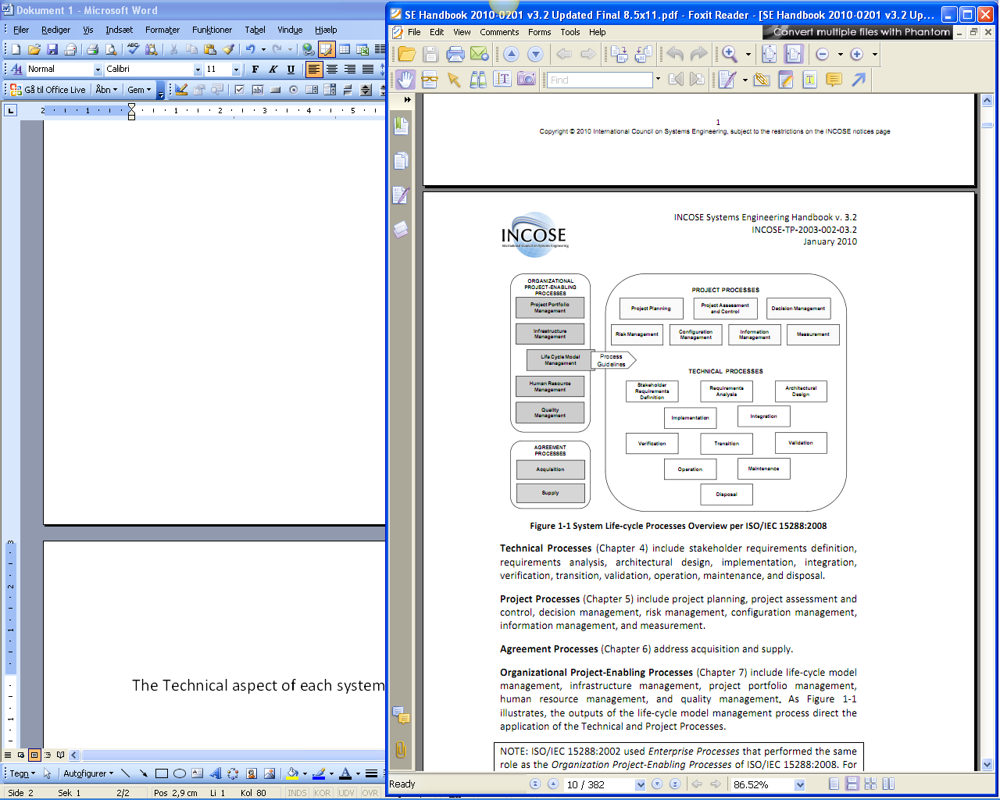 Dokument 1 - Microsoft Word
Filer Rediger Vis Indsæt Formater Funktioner Tabel Vindue Hjælp
Normal Calibri 11 F K U
Gå til Office Live Åbn Gem
2 1 1 2 3 4 5
The Technical aspect of each system
Tegn Autofigurer
Side 2 Sek 1 2/2 Pos 2,9 cm Li 1 Kol 80 INDS KOR UDV OVR
SE Handbook 2010-0201 v3.2 Updated Final 8.5x11.pdf - Foxit Reader - [SE Handbook 2010-0201 v3.2 Up...
File Edit View Comments Forms Tools Help
Convert multiple files with Phantom
Find
1
Copyright © 2010 International Council on Systems Engineering, subject to the restrictions on the INCOSE notices page
INCOSE
International Council on Systems Engineering
INCOSE Systems Engineering Handbook v. 3.2
INCOSE-TP-2003-002-03.2
January 2010
ORGANIZATIONAL
PROJECT-ENABLING
PROCESSES
Project Portfolio
Management
Infrastructure
Management
Life Cycle Model
Management
Human Resource
Management
Quality
Management
AGREEMENT
PROCESSES
Acquisition
Supply
Process
Guidelines
PROJECT PROCESSES
Project Planning
Project Assessment
and Control
Decision Management
Risk Management
Configuration
Management
Information
Management
Measurement
TECHNICAL PROCESSES
Stakeholder
Requirements
Definition
Requirements
Analysis
Architectural
Design
Implementation
Integration
Verification
Transition
Validation
Operation
Maintenance
Disposal
Figure 1-1 System Life-cycle Processes Overview per ISO/IEC 15288:2008
Technical Processes (Chapter 4) include stakeholder requirements definition,
requirements analysis, architectural design, implementation, integration,
verification, transition, validation, operation, maintenance, and disposal.
Project Processes (Chapter 5) include project planning, project assessment and
control, decision management, risk management, configuration management,
information management, and measurement.
Agreement Processes (Chapter 6) address acquisition and supply.
Organizational Project-Enabling Processes (Chapter 7) include life-cycle model
management, infrastructure management, project portfolio management,
human resource management, and quality management. As Figure 1-1
illustrates, the outputs of the life-cycle model management process direct the
application of the Technical and Project Processes.
NOTE: ISO/IEC 15288:2002 used Enterprise Processes that performed the same
role as the Organization Project-Enabling Processes of ISO/IEC 15288:2008. For
Ready 10 / 382 86.52%